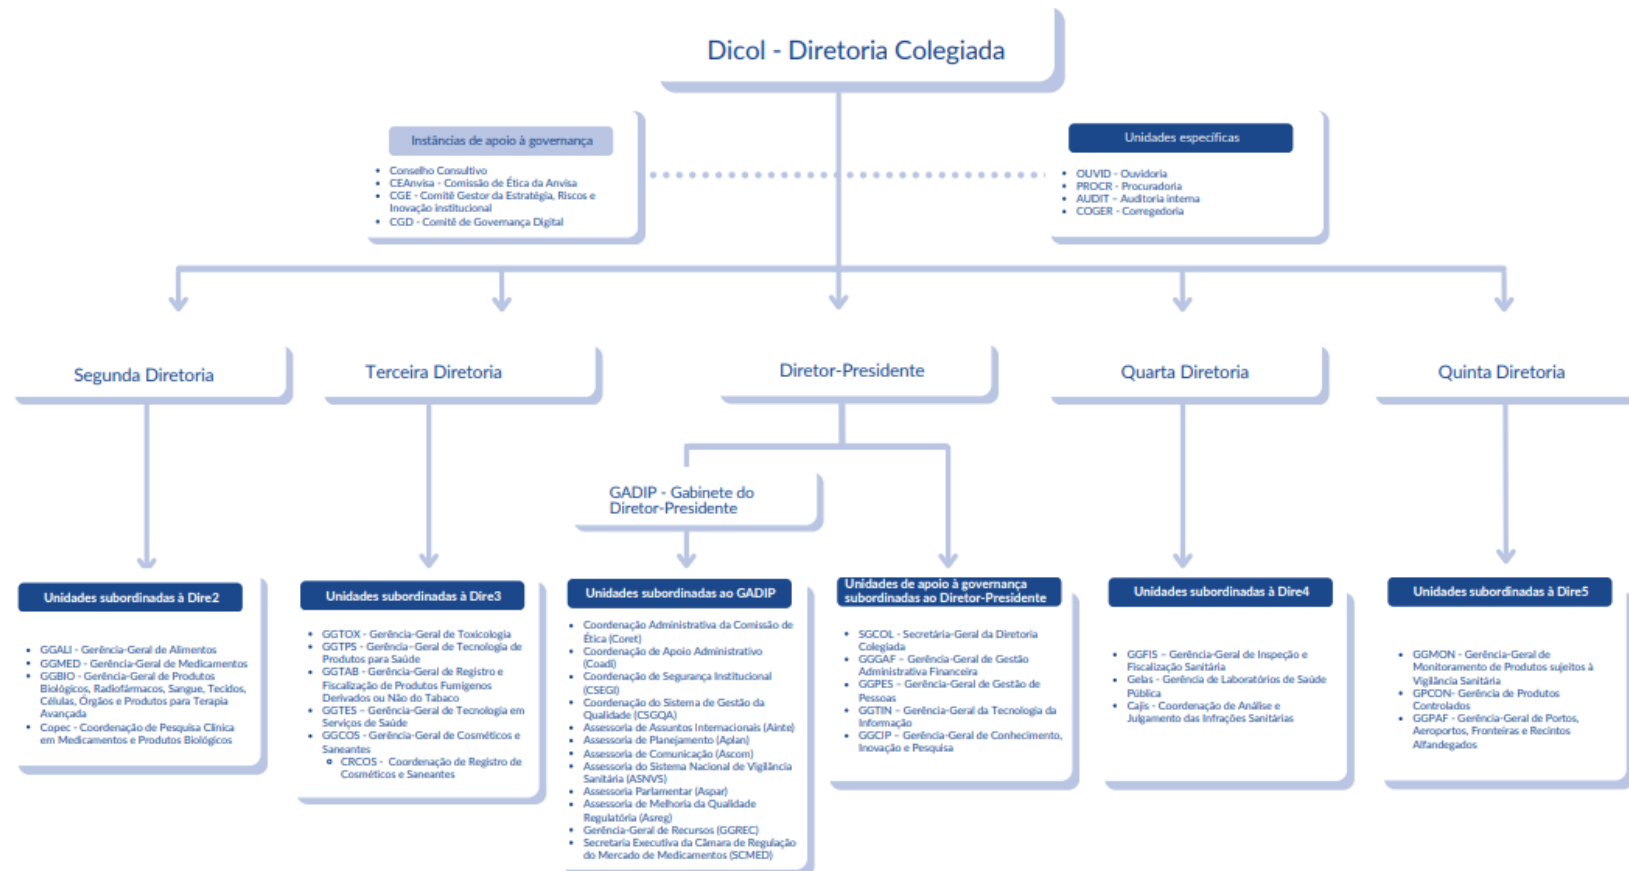 Dicol - Diretoria Colegiada
Instâncias de apoio à governança
• Conselho Consultivo
• CEAnvisa - Comissão de Ética da Anvisa
• CGE - Comitê Gestor da Estratégia, Riscos e
Inovação institucional
• CGD - Comitê de Governança Digital
Unidades específicas
• OUVID - Ouvidoria
• PROCR - Procuradoria
• AUDIT – Auditoria interna
• COGER - Corregedoria
Segunda Diretoria
Terceira Diretoria
Diretor-Presidente
Quarta Diretoria
Quinta Diretoria
GADIP - Gabinete do
Diretor-Presidente
Unidades subordinadas à Dire2
• GGALI - Gerência-Geral de Alimentos
• GGMED - Gerência-Geral de Medicamentos
• GGBIO - Gerência-Geral de Produtos
Biológicos, Radiofármacos, Sangue, Tecidos,
Células, Órgãos e Produtos para Terapia
Avançada
• Copec - Coordenação de Pesquisa Clínica
em Medicamentos e Produtos Biológicos
Unidades subordinadas à Dire3
• GGTOX - Gerência-Geral de Toxicologia
• GGTPS - Gerência–Geral de Tecnologia de
Produtos para Saúde
• GGTAB - Gerência-Geral de Registro e
Fiscalização de Produtos Fumígenos
Derivados ou Não do Tabaco
• GGTES – Gerência-Geral de Tecnologia em
Serviços de Saúde
• GGCOS - Gerência-Geral de Cosméticos e
Saneantes
CRCOS - Coordenação de Registro de
Cosméticos e Saneantes
Unidades subordinadas ao GADIP
• Coordenação Administrativa da Comissão de
Ética (Coret)
• Coordenação de Apoio Administrativo
(Coadi)
• Coordenação de Segurança Institucional
(CSEGI)
• Coordenação do Sistema de Gestão da
Qualidade (CSGQA)
• Assessoria de Assuntos Internacionais (Ainte)
• Assessoria de Planejamento (Aplan)
• Assessoria de Comunicação (Ascom)
• Assessoria do Sistema Nacional de Vigilância
Sanitária (ASNVS)
• Assessoria Parlamentar (Aspar)
• Assessoria de Melhoria da Qualidade
Regulatória (Asreg)
• Gerência-Geral de Recursos (GGREC)
• Secretaria Executiva da Câmara de Regulação
do Mercado de Medicamentos (SCMED)
Unidades de apoio à governança
subordinadas ao Diretor-Presidente
• SGCOL - Secretária-Geral da Diretoria
Colegiada
• GGGAF – Gerência-Geral de Gestão
Administrativa Financeira
• GGPES – Gerência-Geral de Gestão de
Pessoas
• GGTIN – Gerência-Geral da Tecnologia da
Informação
• GGCIP – Gerência-Geral de Conhecimento,
Inovação e Pesquisa
Unidades subordinadas à Dire4
• GGFIS – Gerência-Geral de Inspeção e
Fiscalização Sanitária
• Gelas - Gerência de Laboratórios de Saúde
Pública
• Cajis - Coordenação de Análise e
Julgamento das Infrações Sanitárias
Unidades subordinadas à Dire5
• GGMON - Gerência-Geral de
Monitoramento de Produtos sujeitos à
Vigilância Sanitária
• GPCON- Gerência de Produtos
Controlados
• GGPAF - Gerência-Geral de Portos,
Aeroportos, Fronteiras e Recintos
Alfandegados